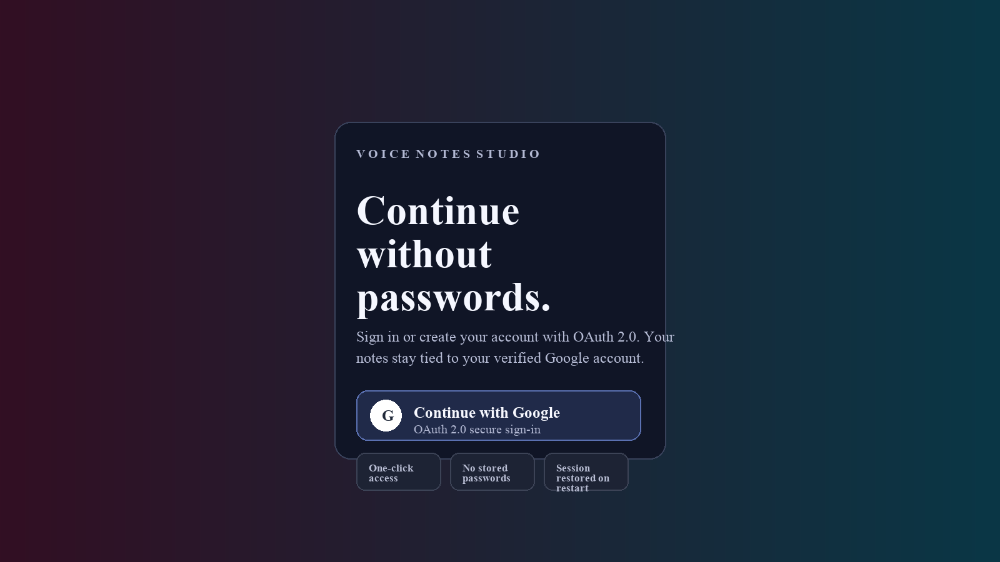 VOICE NOTES STUDIO
Continue
without
passwords.
Sign in or create your account with OAuth 2.0. Your
notes stay tied to your verified Google account.
G
Continue with Google
OAuth 2.0 secure sign-in
One-click
access
No stored
passwords
Session
restored on
restart